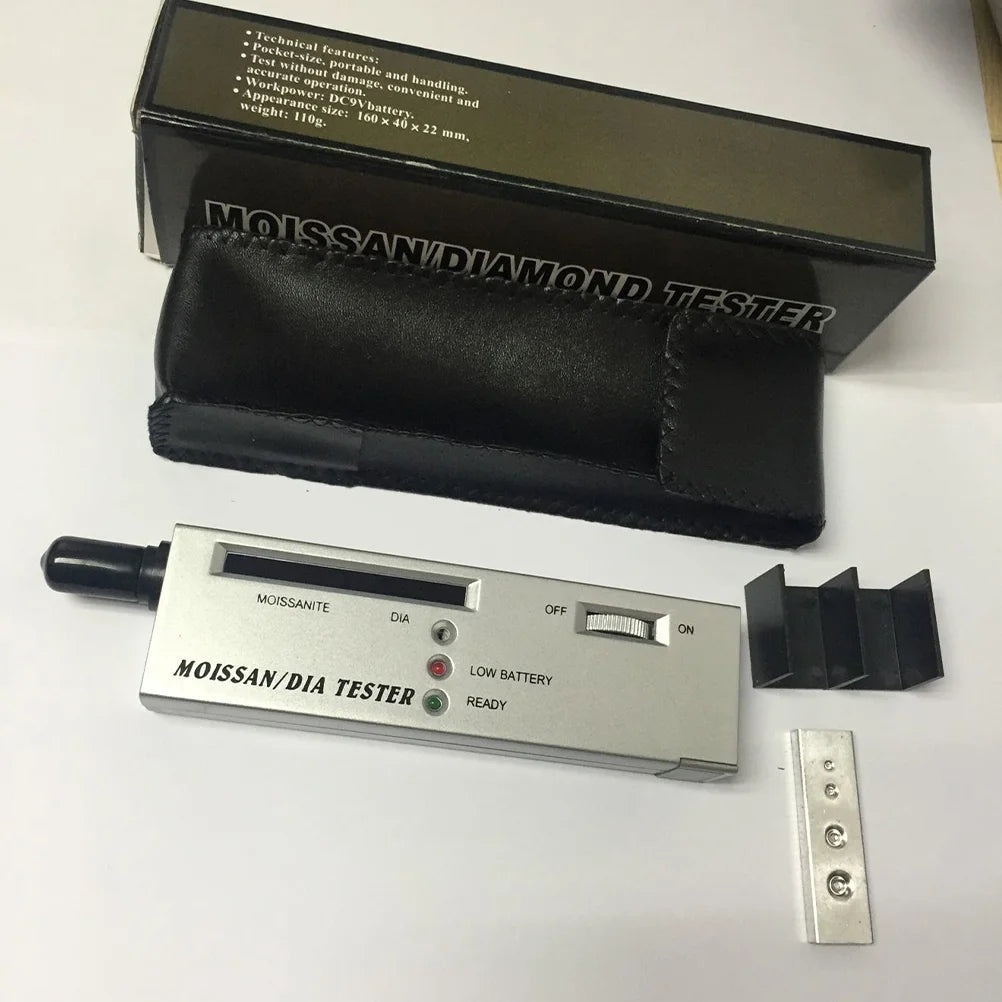 • Technical features:
• Pocket-size, portable and handling.
• Test without damage, convenient and
accurate operation.
• Workpower: DC9Vbattery.
• Appearance size: 160×40×22 mm,
weight: 110g.
MOISSAN/DIAMOND TESTER
MOISSANITE
DIA
OFF
ON
LOW BATTERY
READY
MOISSAN/DIA TESTER